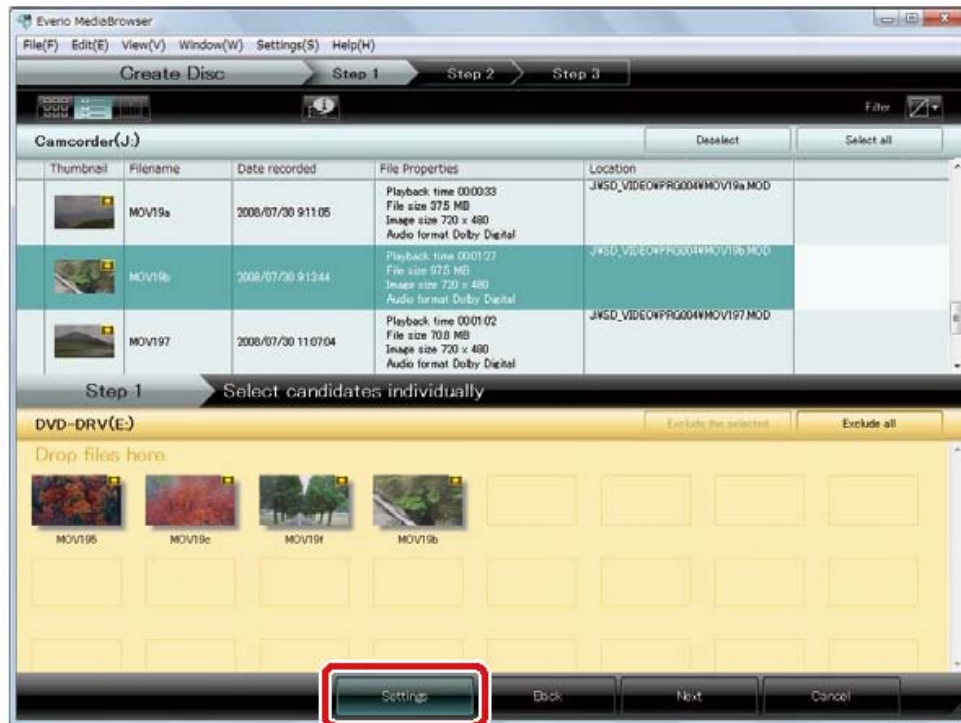 Everio MediaBrowser
File(F) Edit(E) View(V) Window(W) Settings(S) Help(H)
Create Disc Step 1 Step 2 Step 3
Filter
Camcorder(J:) Deselect Select all
Thumbnail Filename Date recorded File Properties Location
MOV19a 2008/07/30 9:11:05 Playback time 00:00:33 J:¥SD_VIDEO¥PRG004¥MOV19a.MOD
File size 37.5 MB
Image size 720 x 480
Audio format Dolby Digital
MOV19b 2008/07/30 9:13:44 Playback time 00:01:27 J:¥SD_VIDEO¥PRG004¥MOV19b.MOD
File size 97.5 MB
Image size 720 x 480
Audio format Dolby Digital
MOV197 2008/07/30 11:07:04 Playback time 00:01:02 J:¥SD_VIDEO¥PRG004¥MOV197.MOD
File size 70.8 MB
Image size 720 x 480
Audio format Dolby Digital
Step 1 Select candidates individually
DVD-DRV(E:) Exclude the selected Exclude all
Drop files here.
MOV195 MOV19c MOV19f MOV19b
Settings Back Next Cancel